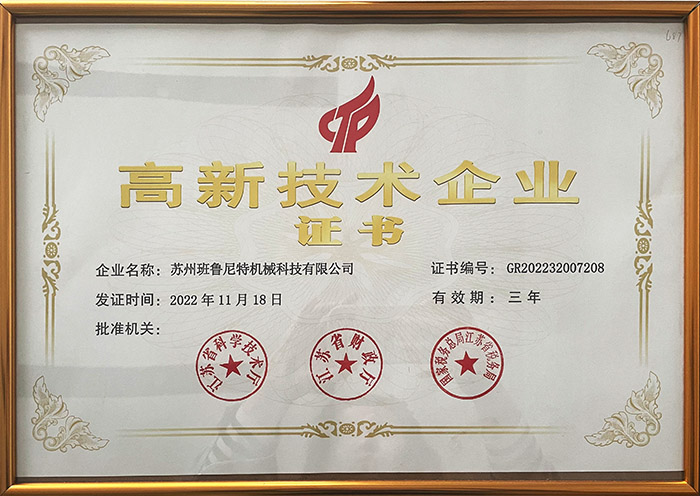 高新技术企业
证书
企业名称：苏州班鲁尼特机械科技有限公司
证书编号：GR202232007208
发证时间：2022年11月18日
有效期：三年
批准机关：
江苏省科学技术厅
江苏省财政厅
国家税务总局江苏省税务局